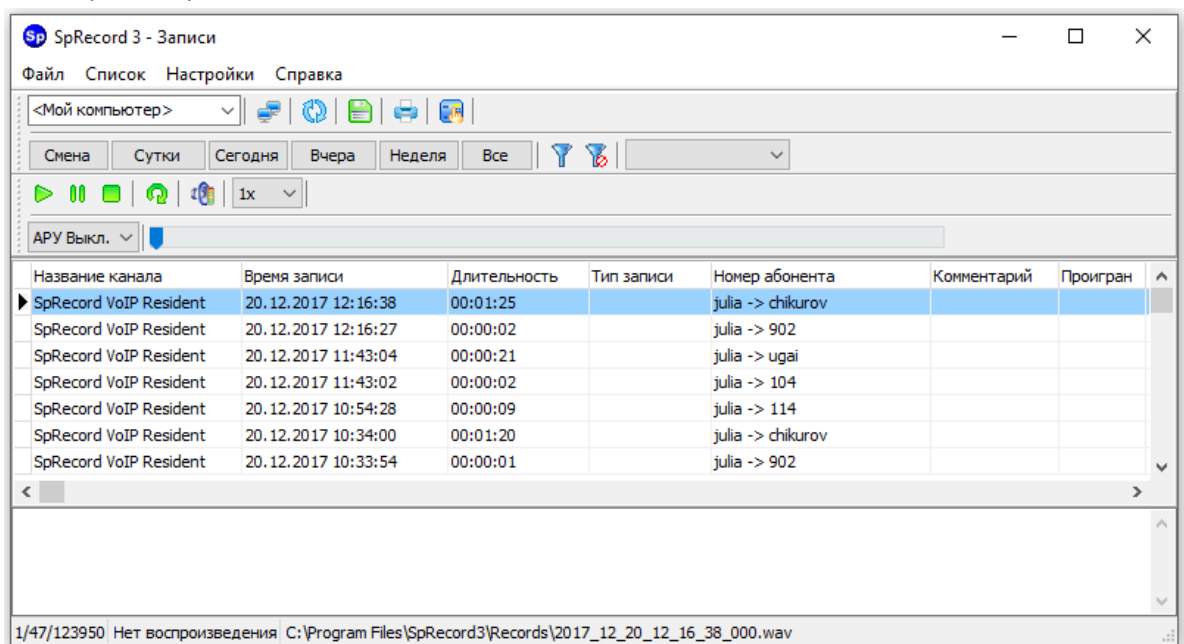 Sp SpRecord 3 - Записи
Файл Список Настройки Справка
<Мой компьютер>
Смена Сутки Сегодня Вчера Неделя Все
1x
АРУ Выкл.
Название канала Время записи Длительность Тип записи Номер абонента Комментарий Проигран
SpRecord VoIP Resident 20.12.2017 12:16:38 00:01:25 julia -> chikurov
SpRecord VoIP Resident 20.12.2017 12:16:27 00:00:02 julia -> 902
SpRecord VoIP Resident 20.12.2017 11:43:04 00:00:21 julia -> ugai
SpRecord VoIP Resident 20.12.2017 11:43:02 00:00:02 julia -> 104
SpRecord VoIP Resident 20.12.2017 10:54:28 00:00:09 julia -> 114
SpRecord VoIP Resident 20.12.2017 10:34:00 00:01:20 julia -> chikurov
SpRecord VoIP Resident 20.12.2017 10:33:54 00:00:01 julia -> 902
1/47/123950 Нет воспроизведения C:\Program Files\SpRecord3\Records\2017_12_20_12_16_38_000.wav